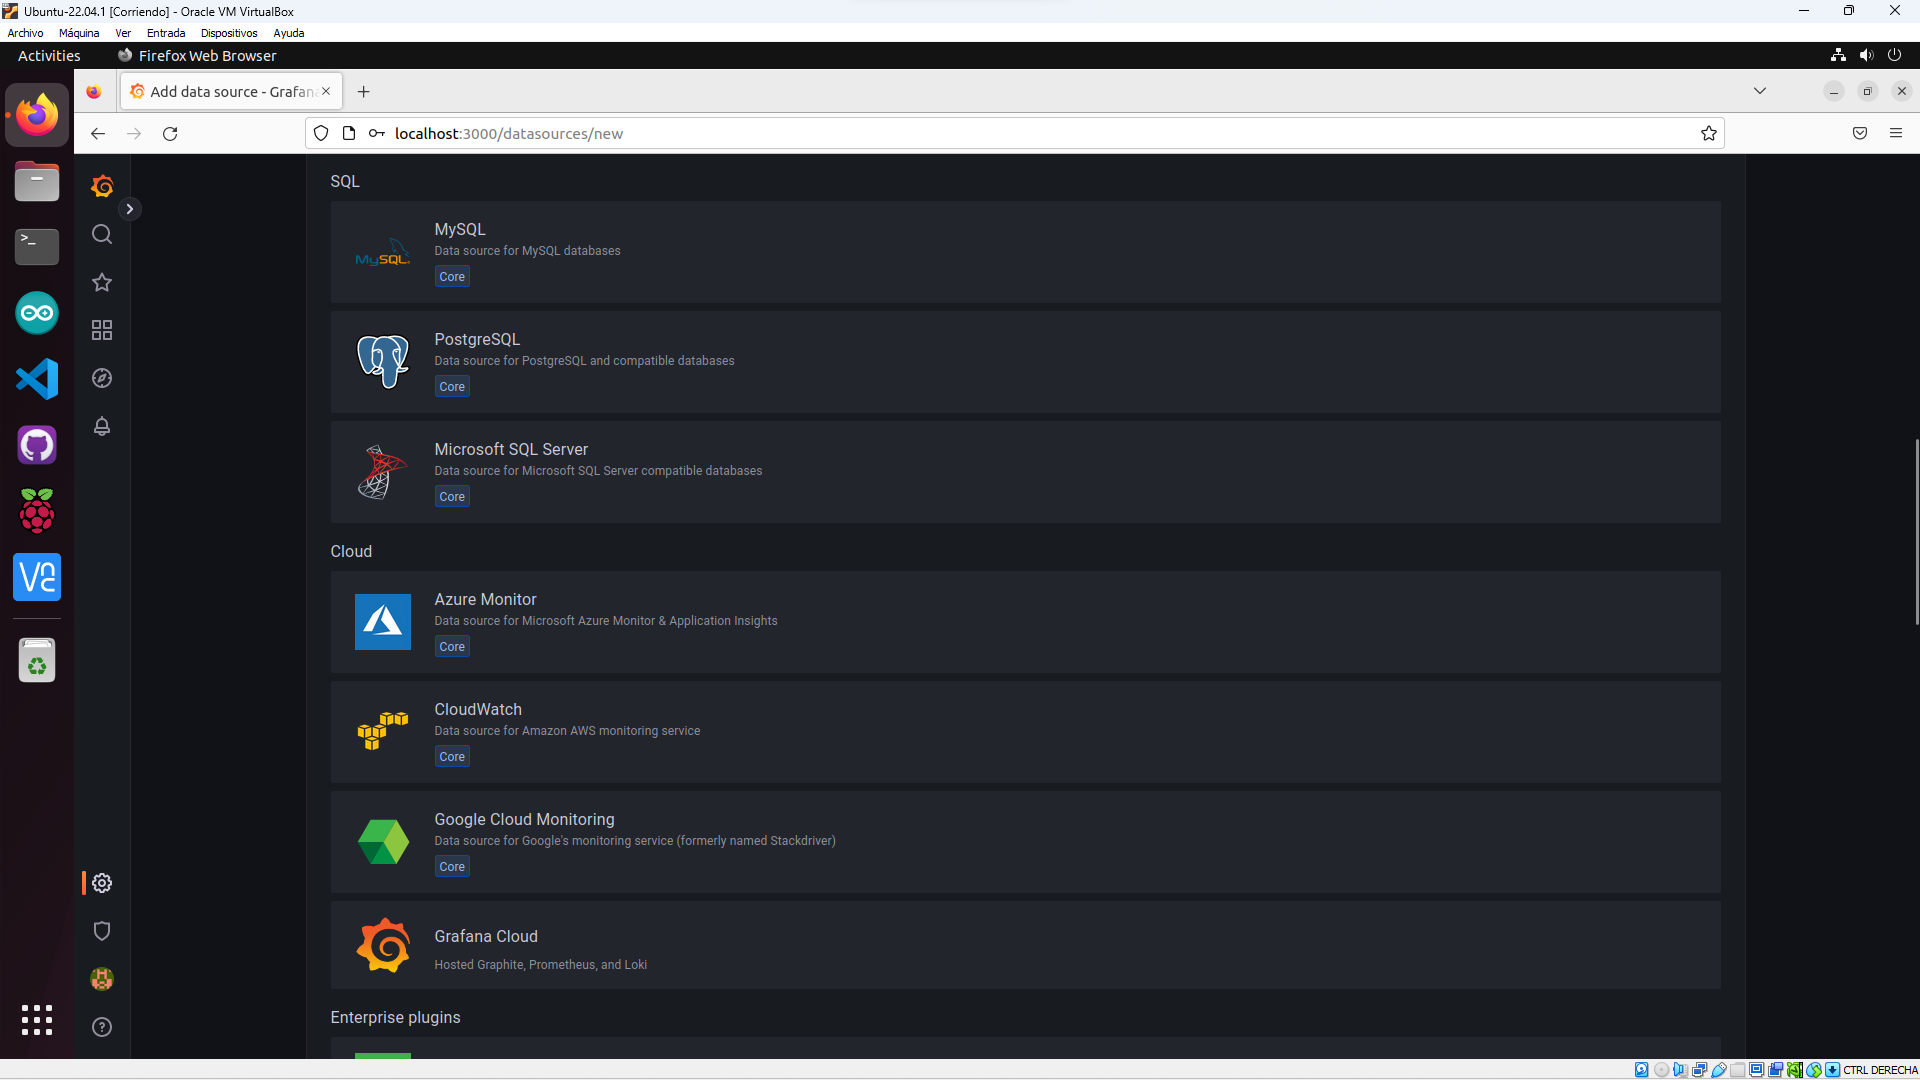 Ubuntu-22.04.1 [Corriendo] - Oracle VM VirtualBox
Archivo Máquina Ver Entrada Dispositivos Ayuda
Activities Firefox Web Browser
Add data source - Grafana
localhost:3000/datasources/new
SQL
MySQL
MySQL
Data source for MySQL databases
Core
PostgreSQL
Data source for PostgreSQL and compatible databases
Core
Microsoft SQL Server
Data source for Microsoft SQL Server compatible databases
Core
Cloud
Azure Monitor
Data source for Microsoft Azure Monitor & Application Insights
Core
CloudWatch
Data source for Amazon AWS monitoring service
Core
Google Cloud Monitoring
Data source for Google's monitoring service (formerly named Stackdriver)
Core
Grafana Cloud
Hosted Graphite, Prometheus, and Loki
Enterprise plugins
CTRL DERECHA